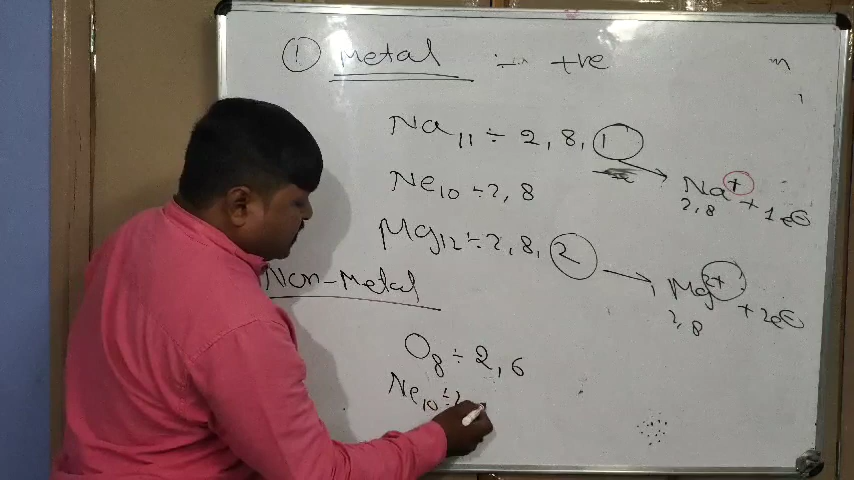 ① Metal :- +ve
Na₁₁ ÷ 2, 8, 1
Na⁺ + 1e⊖
2, 8
Ne₁₀ ÷ 2, 8
Mg₁₂ ÷ 2, 8, 2
Mg²⁺ + 2e⊖
2, 8
Non-Metal
O₈ ÷ 2, 6
Ne₁₀ ÷ 2